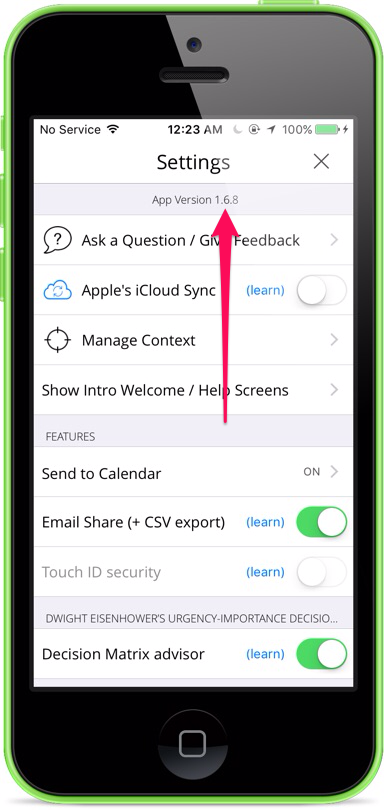 No Service 12:23 AM 100%
Settings
App Version 1.6.8
Ask a Question / Give Feedback
Apple's iCloud Sync (learn)
Manage Context
Show Intro Welcome / Help Screens
FEATURES
Send to Calendar ON
Email Share (+ CSV export) (learn)
Touch ID security (learn)
DWIGHT EISENHOWER'S URGENCY-IMPORTANCE DECISIO...
Decision Matrix advisor (learn)